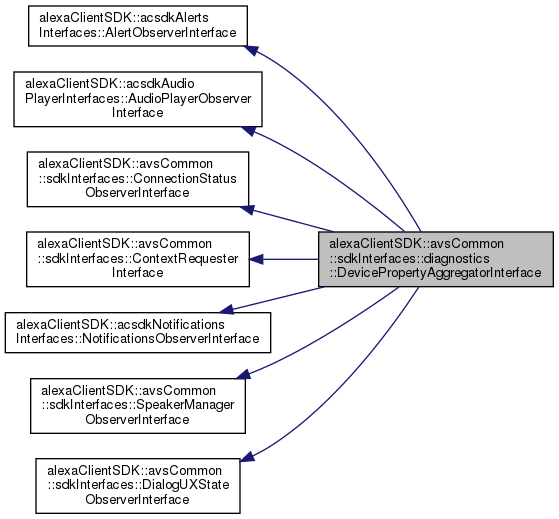 alexaClientSDK::acsdkAlerts
Interfaces::AlertObserverInterface
alexaClientSDK::acsdkAudio
PlayerInterfaces::AudioPlayerObserver
Interface
alexaClientSDK::avsCommon
::sdkInterfaces::ConnectionStatus
ObserverInterface
alexaClientSDK::avsCommon
::sdkInterfaces::ContextRequester
Interface
alexaClientSDK::avsCommon
::sdkInterfaces::diagnostics
::DevicePropertyAggregatorInterface
alexaClientSDK::acsdkNotifications
Interfaces::NotificationsObserverInterface
alexaClientSDK::avsCommon
::sdkInterfaces::SpeakerManager
ObserverInterface
alexaClientSDK::avsCommon
::sdkInterfaces::DialogUXState
ObserverInterface